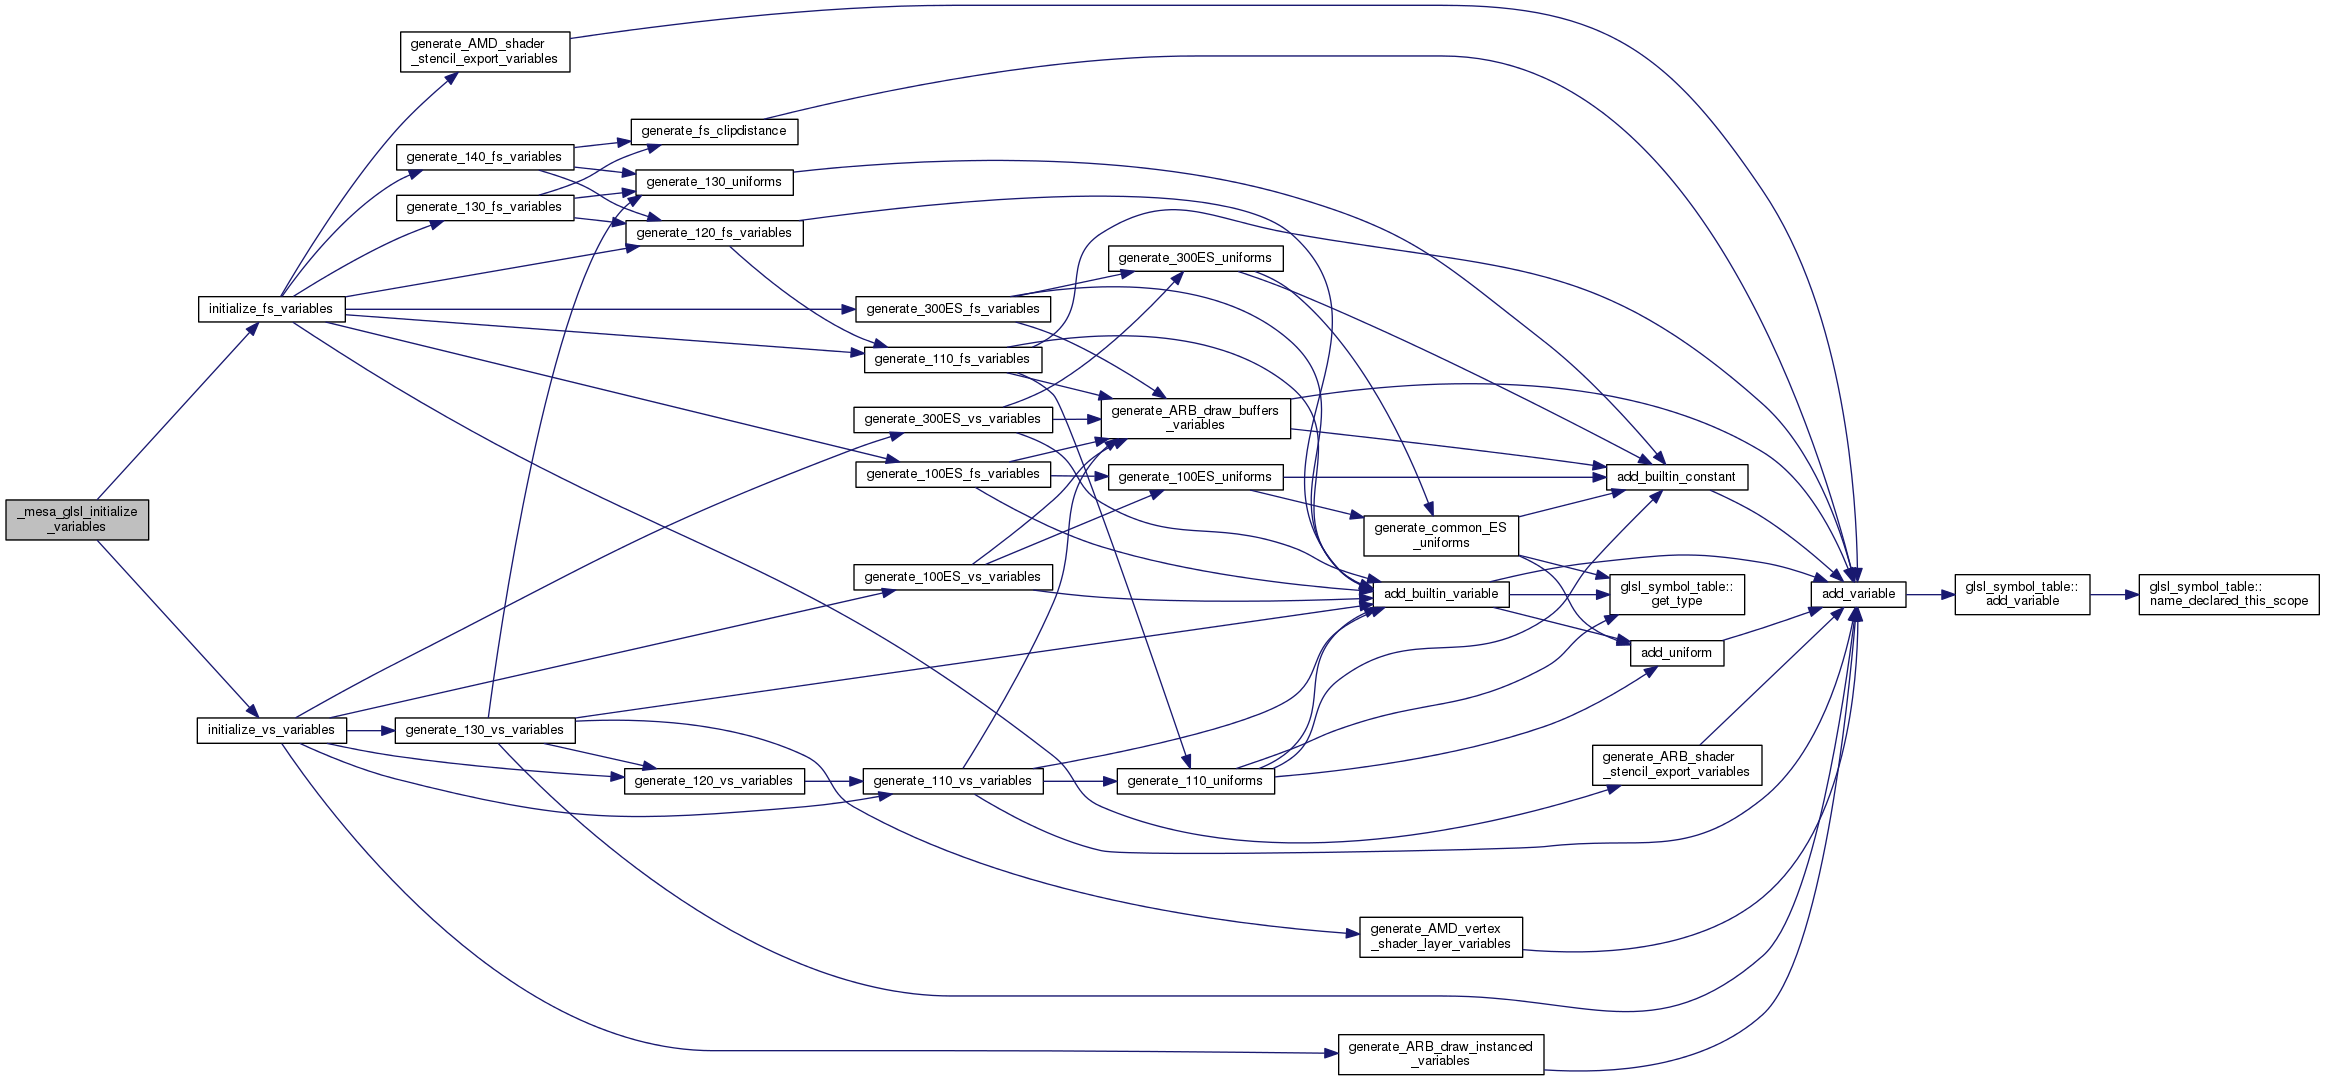 generate_AMD_shader
_stencil_export_variables
generate_fs_clipdistance
generate_140_fs_variables
generate_130_uniforms
generate_130_fs_variables
generate_120_fs_variables
generate_300ES_uniforms
initialize_fs_variables
generate_300ES_fs_variables
generate_110_fs_variables
generate_300ES_vs_variables
generate_ARB_draw_buffers
_variables
generate_100ES_fs_variables
generate_100ES_uniforms
add_builtin_constant
_mesa_glsl_initialize
_variables
generate_common_ES
_uniforms
generate_100ES_vs_variables
add_builtin_variable
glsl_symbol_table::
get_type
add_variable
glsl_symbol_table::
add_variable
glsl_symbol_table::
name_declared_this_scope
add_uniform
initialize_vs_variables
generate_130_vs_variables
generate_120_vs_variables
generate_110_vs_variables
generate_110_uniforms
generate_ARB_shader
_stencil_export_variables
generate_AMD_vertex
_shader_layer_variables
generate_ARB_draw_instanced
_variables